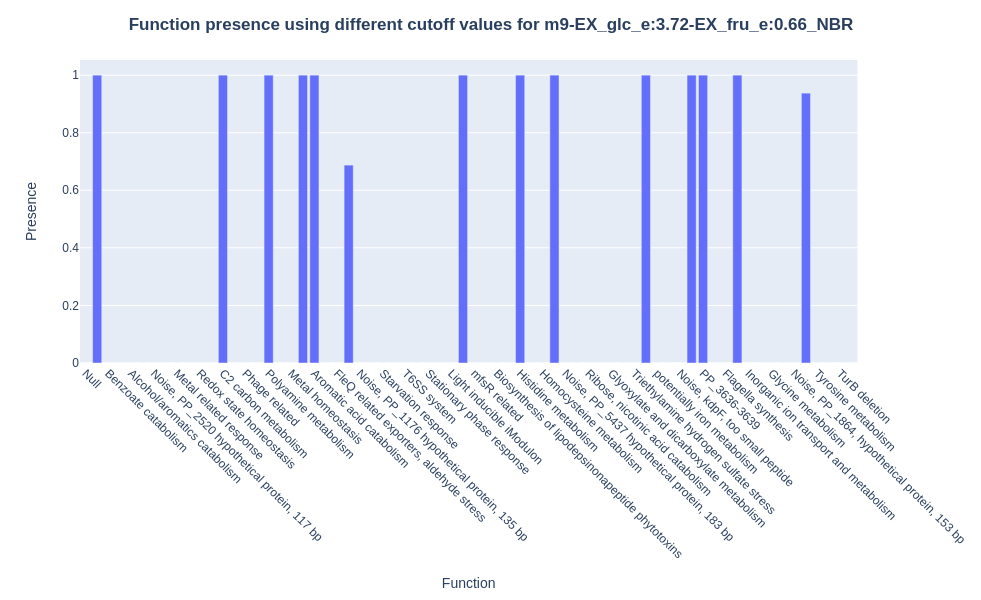 Function presence using different cutoff values for m9-EX_glc_e:3.72-EX_fru_e:0.66_NBR
Presence
1
0.8
0.6
0.4
0.2
0
Null
Benzoate catabolism
Alcohol/aromatics catabolism
Noise, PP_2520 hypothetical protein, 117 bp
Metal related response
Redox state homeostasis
C2 carbon metabolism
Phage related
Polyamine metabolism
Metal homeostasis
Aromatic acid catabolism
FleQ related exporters, aldehyde stress
Noise, PP_1176 hypothetical protein, 135 bp
Starvation response
T6SS system
Stationary phase response
Light inducible iModulon
mfsR related
Biosynthesis of lipodepsinonapeptide phytotoxins
Histidine metabolism
Homocysteine metabolism
Noise, PP_5437 hypothetical protein, 183 bp
Ribose, nicotinic acid catabolism
Glyoxylate and dicarboxylate metabolism
Triethylamine hydrogen sulfate stress
potentially iron metabolism
Noise, kdpF, too small peptide
PP_3636-3639
Flagella synthesis
Inorganic ion transport and metabolism
Glycine metabolism
Noise, PP_1864, hypothetical protein, 153 bp
Tyrosine metabolism
TurB deletion
Function